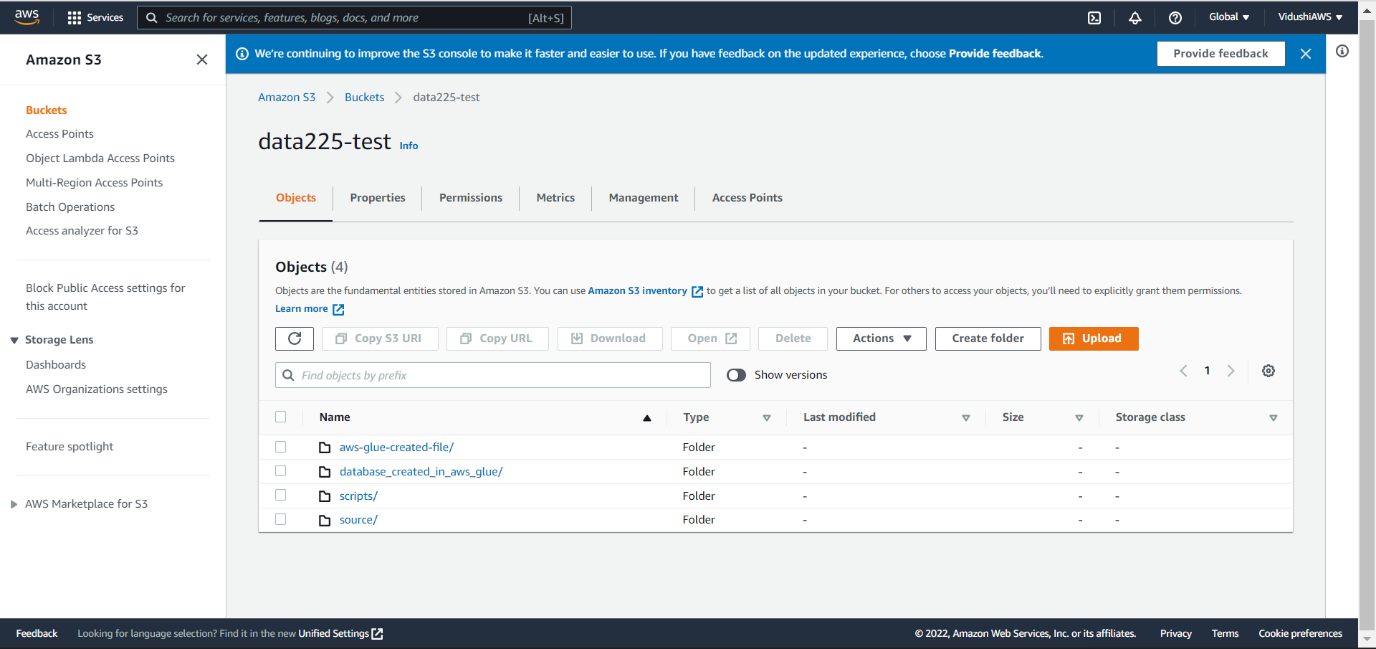 aws
Services
Search for services, features, blogs, docs, and more [Alt+S]
Global
VidushiAWS
Amazon S3
Buckets
Access Points
Object Lambda Access Points
Multi-Region Access Points
Batch Operations
Access analyzer for S3
Block Public Access settings for
this account
Storage Lens
Dashboards
AWS Organizations settings
Feature spotlight
AWS Marketplace for S3
We're continuing to improve the S3 console to make it faster and easier to use. If you have feedback on the updated experience, choose Provide feedback.
Provide feedback
Amazon S3 > Buckets > data225-test
data225-test Info
Objects Properties Permissions Metrics Management Access Points
Objects (4)
Objects are the fundamental entities stored in Amazon S3. You can use Amazon S3 inventory to get a list of all objects in your bucket. For others to access your objects, you'll need to explicitly grant them permissions.
Learn more
Copy S3 URI Copy URL Download Open Delete Actions Create folder Upload
Find objects by prefix Show versions 1
Name Type Last modified Size Storage class
aws-glue-created-file/ Folder - - -
database_created_in_aws_glue/ Folder - - -
scripts/ Folder - - -
source/ Folder - - -
Feedback Looking for language selection? Find it in the new Unified Settings © 2022, Amazon Web Services, Inc. or its affiliates. Privacy Terms Cookie preferences